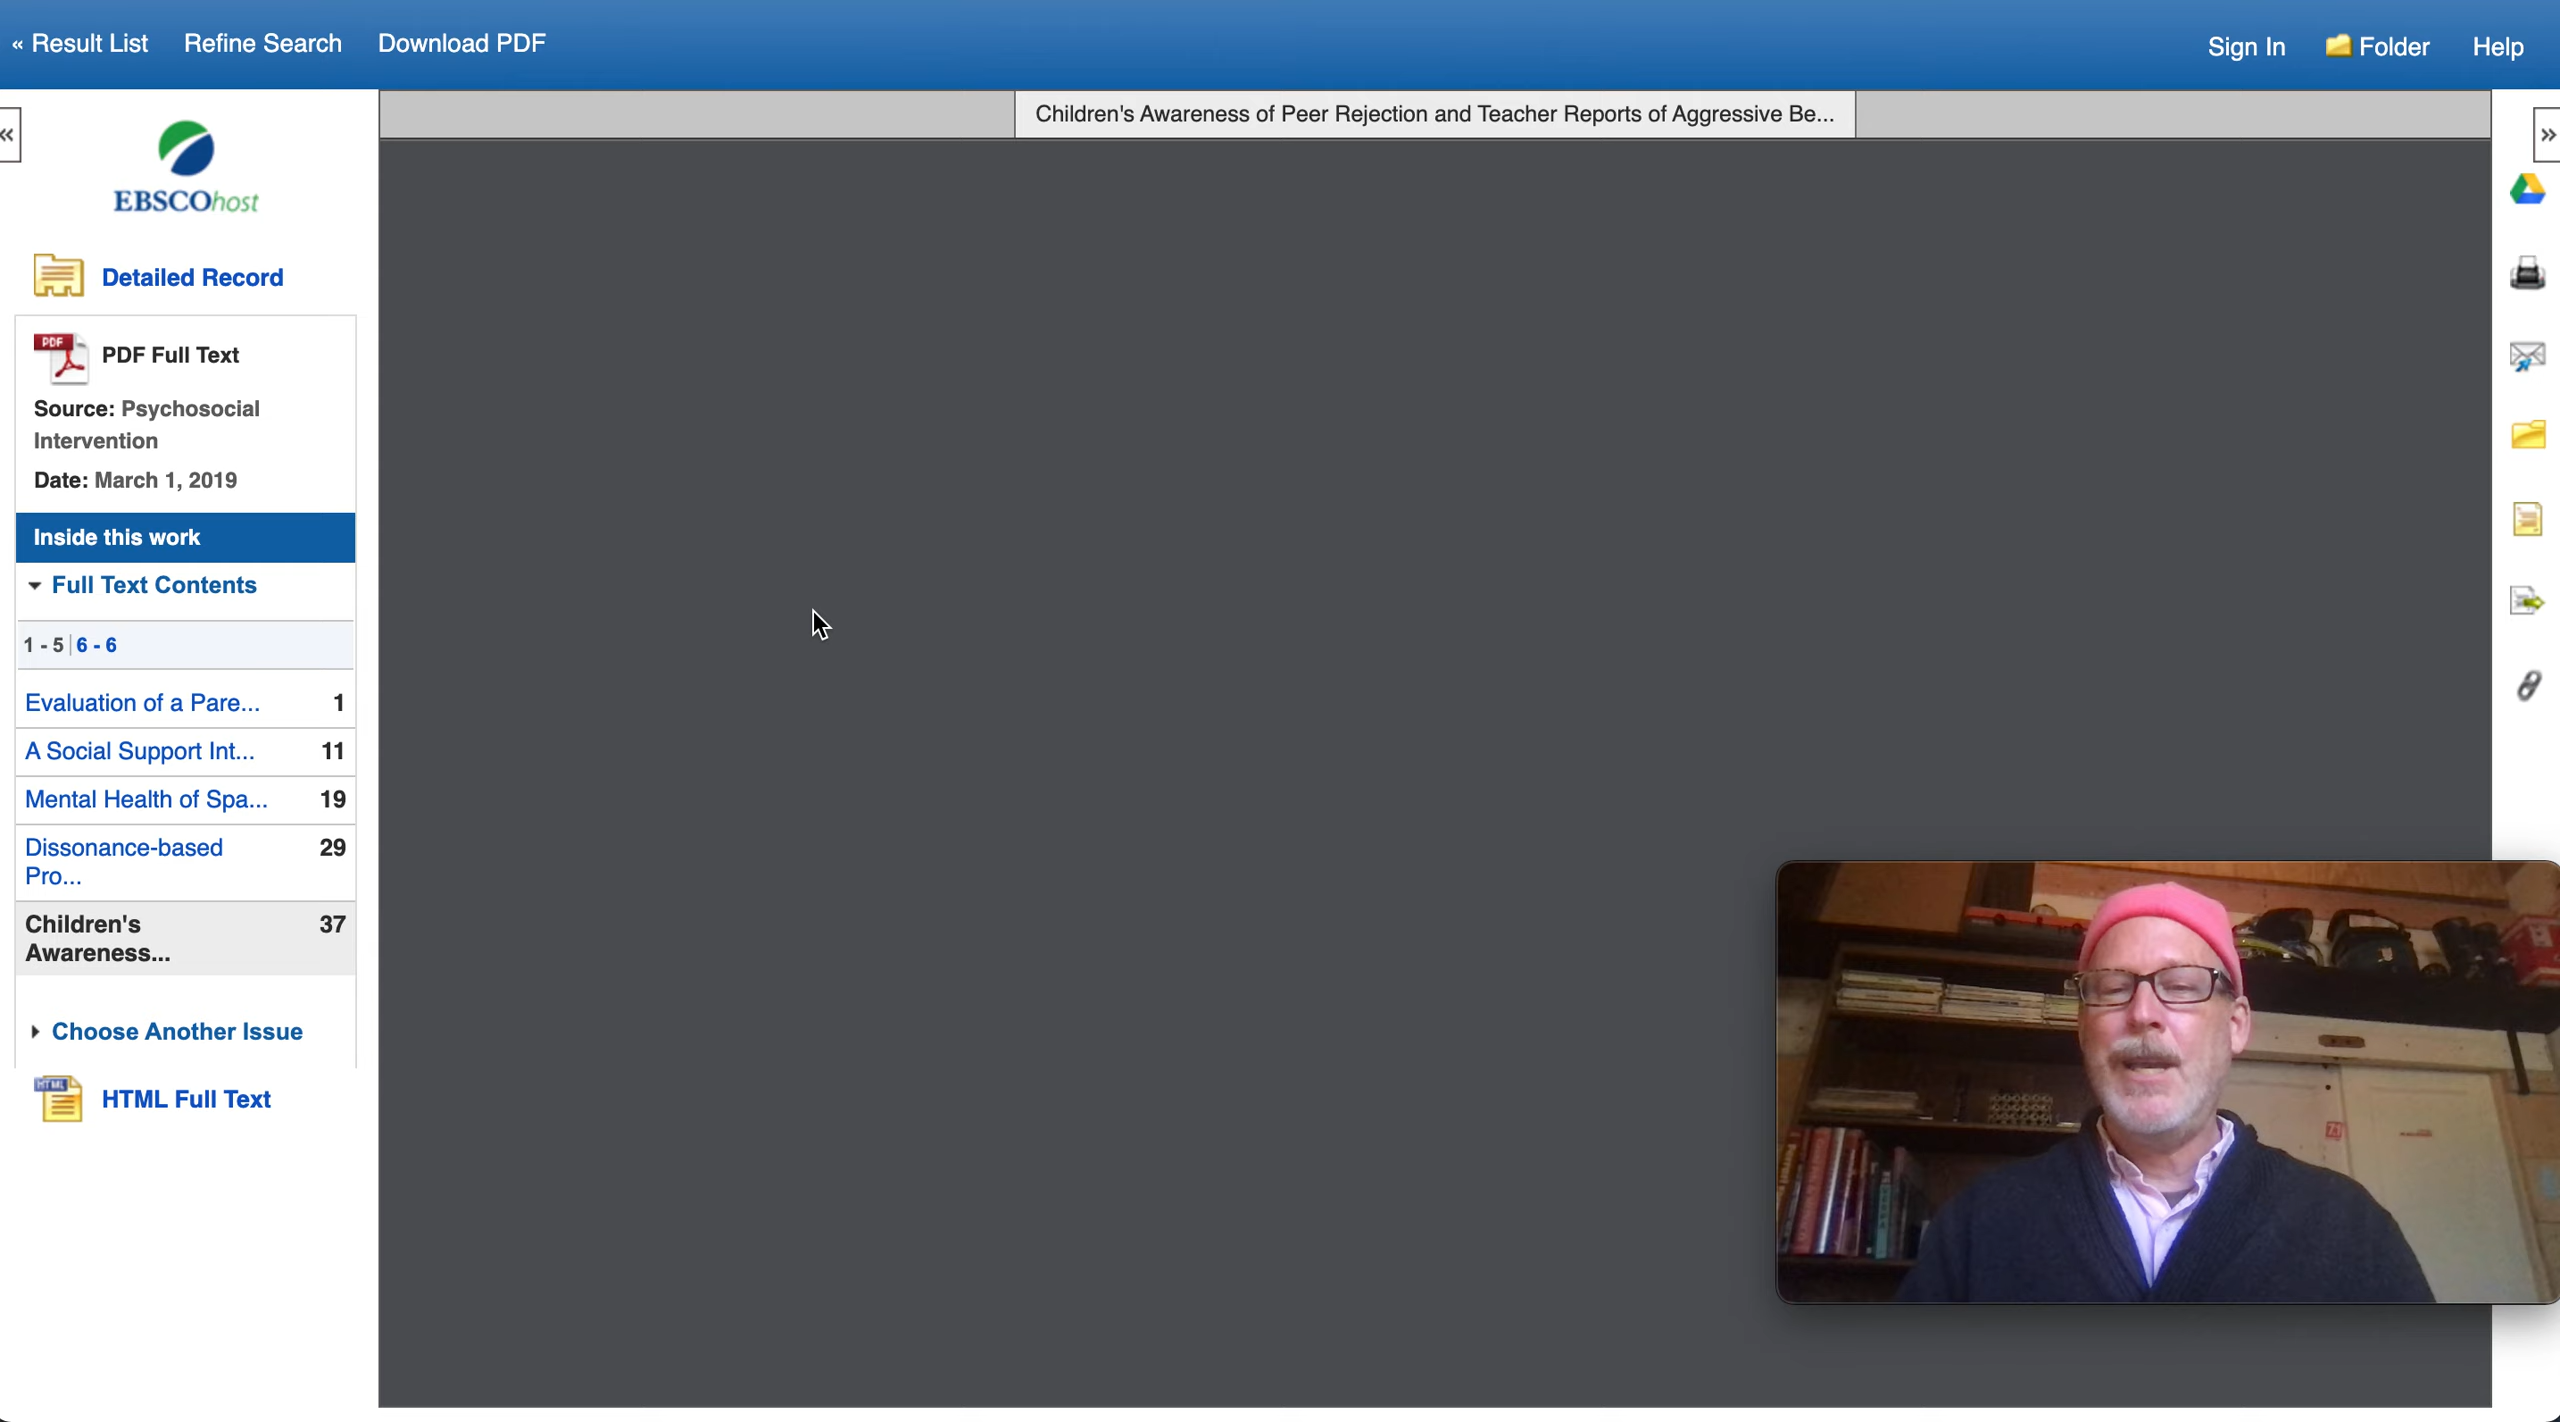 « Result List Refine Search Download PDF
Sign In Folder Help
«
Children's Awareness of Peer Rejection and Teacher Reports of Aggressive Be...
»
EBSCOhost
Detailed Record
PDF PDF Full Text
Source: Psychosocial
Intervention
Date: March 1, 2019
Inside this work
Full Text Contents
1 - 5 | 6 - 6
Evaluation of a Pare... 1
A Social Support Int... 11
Mental Health of Spa... 19
Dissonance-based 29
Pro...
Children's 37
Awareness...
Choose Another Issue
HTML HTML Full Text